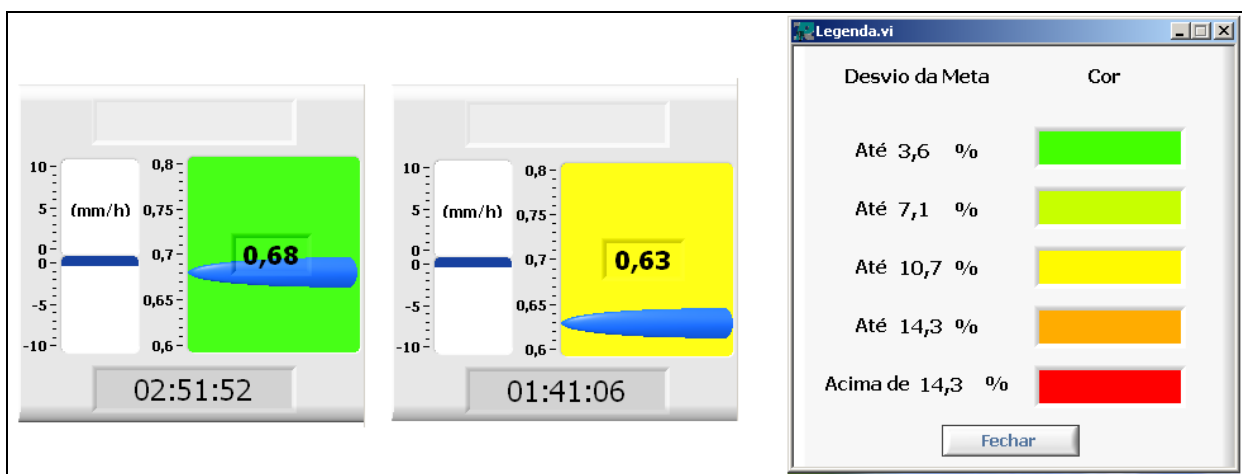 10
5
0
0
-5
-10
(mm/h)
0,8
0,75
0,7
0,65
0,6
0,68
02:51:52
10
5
0
0
-5
-10
(mm/h)
0,8
0,75
0,7
0,65
0,6
0,63
01:41:06
Legenda.vi
Desvio da Meta Cor
Até 3,6 %
Até 7,1 %
Até 10,7 %
Até 14,3 %
Acima de 14,3 %
Fechar